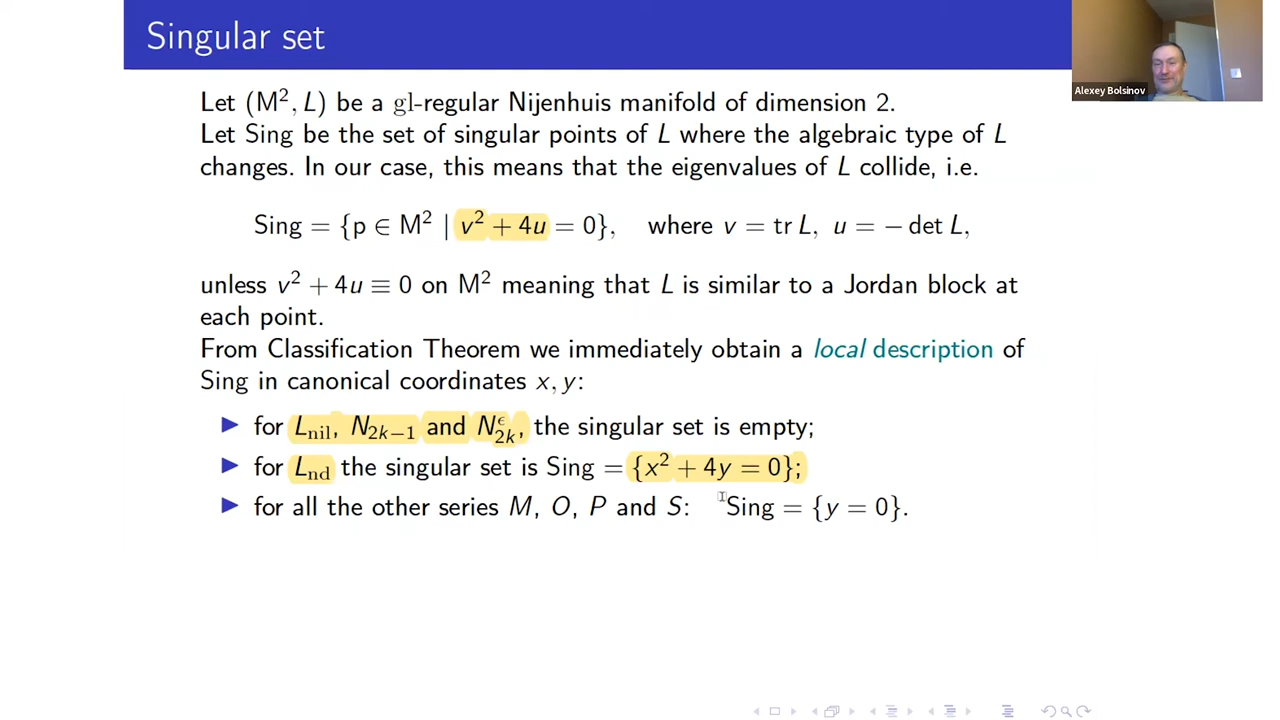 Singular set
Alexey Bolsinov
Let (M², L) be a gl-regular Nijenhuis manifold of dimension 2.
Let Sing be the set of singular points of L where the algebraic type of L
changes. In our case, this means that the eigenvalues of L collide, i.e.
Sing = {p ∈ M² | v² + 4u = 0}, where v = tr L, u = − det L,
unless v² + 4u ≡ 0 on M² meaning that L is similar to a Jordan block at
each point.
From Classification Theorem we immediately obtain a local description of
Sing in canonical coordinates x, y:
▶ for L_nil, N_{2k−1} and N_{2k}^ϵ, the singular set is empty;
▶ for L_nd the singular set is Sing = {x² + 4y = 0};
▶ for all the other series M, O, P and S: Sing = {y = 0}.